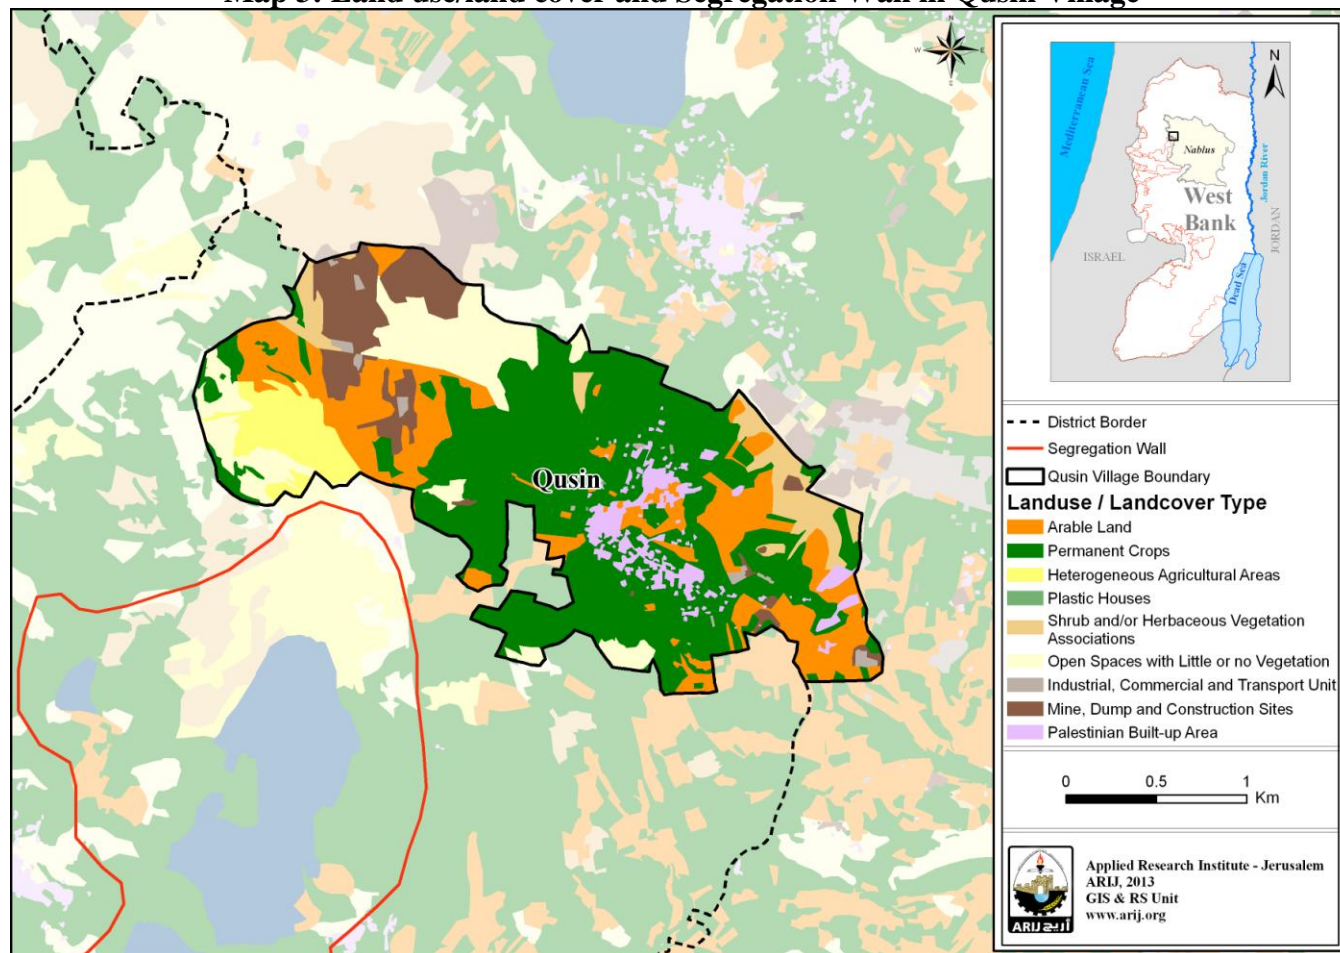 Map 3: Land use/land cover and Segregation Wall in Qusin Village
N
W
E
S
Qusin
N
Mediterranean Sea
Nablus
West
Bank
Jordan River
JORDAN
ISRAEL
Dead Sea
District Border
Segregation Wall
Qusin Village Boundary
Landuse / Landcover Type
Arable Land
Permanent Crops
Heterogeneous Agricultural Areas
Plastic Houses
Shrub and/or Herbaceous Vegetation
Associations
Open Spaces with Little or no Vegetation
Industrial, Commercial and Transport Unit
Mine, Dump and Construction Sites
Palestinian Built-up Area
0 0.5 1
Km
Applied Research Institute - Jerusalem
ARIJ, 2013
GIS & RS Unit
www.arij.org
ARIJ أريج